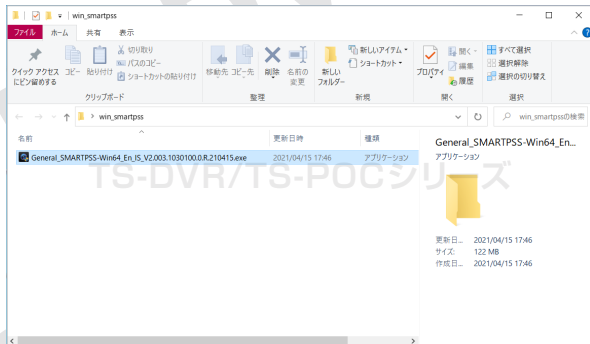 win_smartpss
ファイル ホーム 共有 表示
クイック アクセス
にピン留めする
コピー
貼り付け
切り取り
パスのコピー
ショートカットの貼り付け
移動先
コピー先
削除
名前の
変更
新しい
フォルダー
新しいアイテム
ショートカット
プロパティ
開く
編集
履歴
すべて選択
選択解除
選択の切り替え
クリップボード 整理 新規 開く 選択
win_smartpss
win_smartpssの検索
名前 更新日時 種類
General_SMARTPSS-Win64_En_IS_V2.003.1030100.0.R.210415.exe 2021/04/15 17:46 アプリケーション
General_SMARTPSS-Win64_En...
アプリケーション
TS-DVR/TS-POCシリーズ
更新日... 2021/04/15 17:46
サイズ: 122 MB
作成日... 2021/04/15 17:46